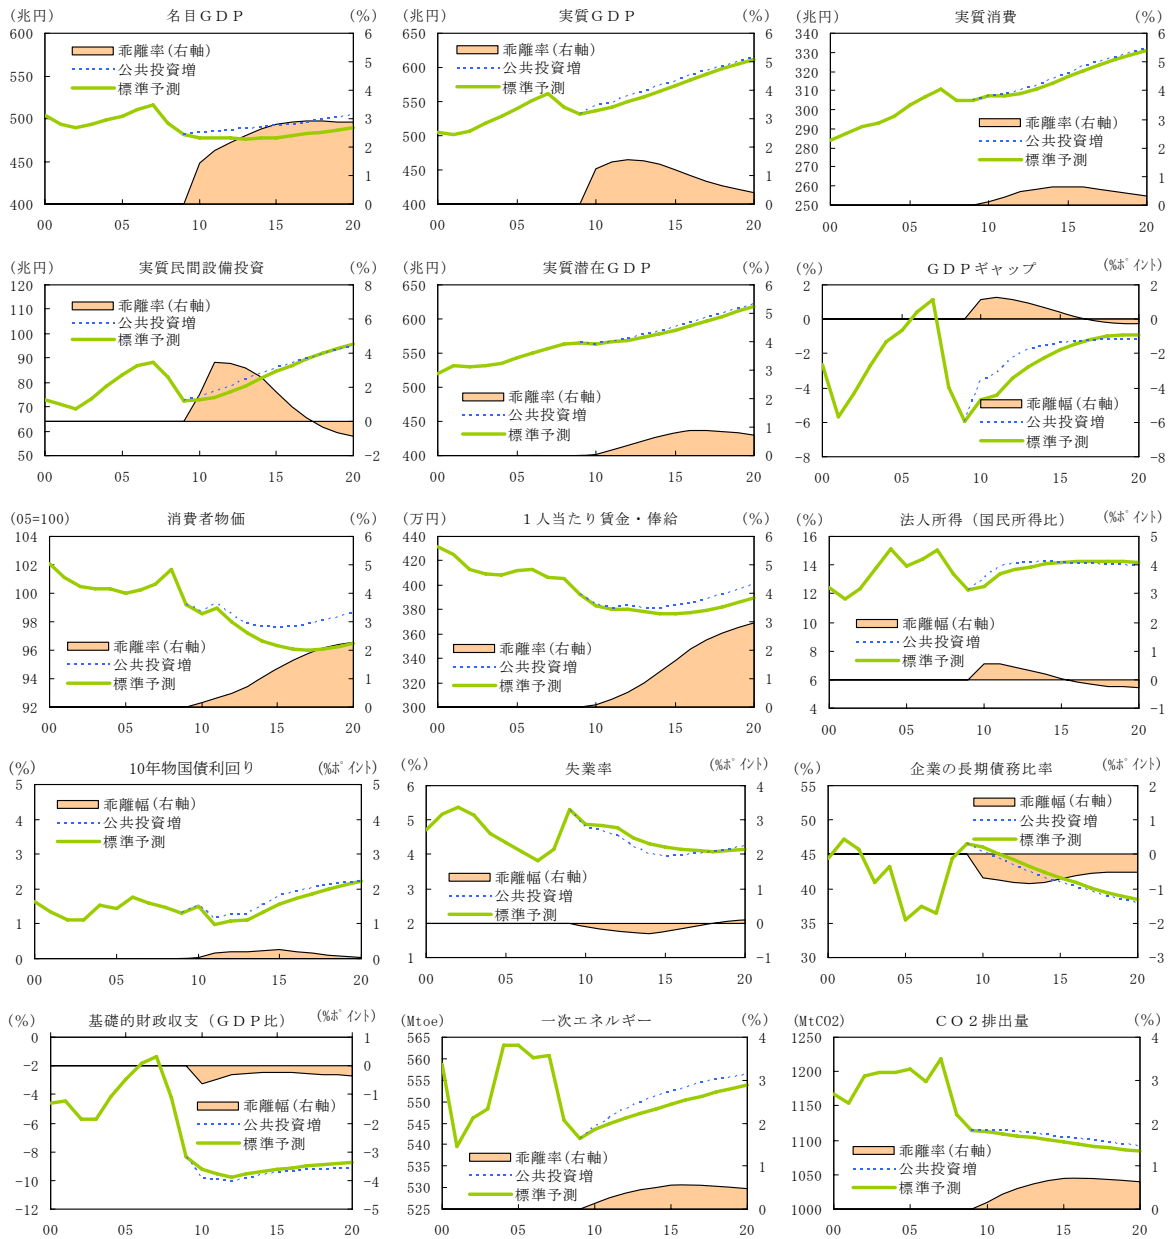 (兆円) 名目GDP (%)
600 6
乖離率(右軸)
550 5
公共投資増
4
標準予測
500 3
450 2
1
400 0
00 05 10 15 20
(兆円) 実質GDP (%)
650 6
乖離率(右軸)
600 5
公共投資増
4
標準予測
550
500 3
450 2
1
400 0
00 05 10 15 20
(兆円) 実質消費 (%)
340 6
330 5
320
310 4
300
290 3
乖離率(右軸)
280 2
公共投資増
270
標準予測
260 1
250 0
00 05 10 15 20
(兆円) 実質民間設備投資 (%)
120 8
110 乖離率(右軸)
100 公共投資増 6
90 標準予測 4
80 2
70
60 0
50 -2
00 05 10 15 20
(兆円) 実質潜在GDP (%)
650 6
600 5
4
550
500 3
乖離率(右軸)
450 2
公共投資増
1
標準予測
400 0
00 05 10 15 20
(%) GDPギャップ (%ポイント)
2 2
0 0
-2 -2
-4 -4
乖離幅(右軸)
-6 公共投資増 -6
標準予測
-8 -8
00 05 10 15 20
(05=100) 消費者物価 (%)
104 6
102 5
100 4
98 3
96 乖離率(右軸) 2
公共投資増
94 標準予測 1
92 0
00 05 10 15 20
(万円) 1人当たり賃金・俸給 (%)
440 6
420 5
400 4
380
360 3
340 乖離率(右軸) 2
公共投資増
320 標準予測 1
300 0
00 05 10 15 20
(%) 法人所得（国民所得比） (%ポイント)
16 5
14 4
12 3
10 2
乖離幅(右軸)
8 公共投資増 1
標準予測
6 0
4 -1
00 05 10 15 20
(%) 10年物国債利回り (%ポイント)
5 5
乖離幅(右軸)
4 公共投資増 4
標準予測
3 3
2 2
1 1
0 0
00 05 10 15 20
(%) 失業率 (%ポイント)
6 4
5 3
4 2
乖離幅(右軸)
3 公共投資増 1
標準予測
2 0
1 -1
00 05 10 15 20
(%) 企業の長期債務比率 (%ポイント)
55 2
乖離幅(右軸)
50 公共投資増 1
標準予測
45 0
40 -1
35 -2
30 -3
00 05 10 15 20
(%) 基礎的財政収支（GDP比） (%ポイント)
0 1
-2 0
-4 乖離幅(右軸) -1
-6 公共投資増 -2
標準予測
-8 -3
-10 -4
-12 -5
00 05 10 15 20
(Mtoe) 一次エネルギー (%)
565 4
560
555 3
550
545 2
540
535 乖離率(右軸) 1
公共投資増
530 標準予測
525 0
00 05 10 15 20
(MtCO2) CO2排出量 (%)
1250 4
1200 3
1150 2
1100
乖離率(右軸)
1050 公共投資増 1
標準予測
1000 0
00 05 10 15 20